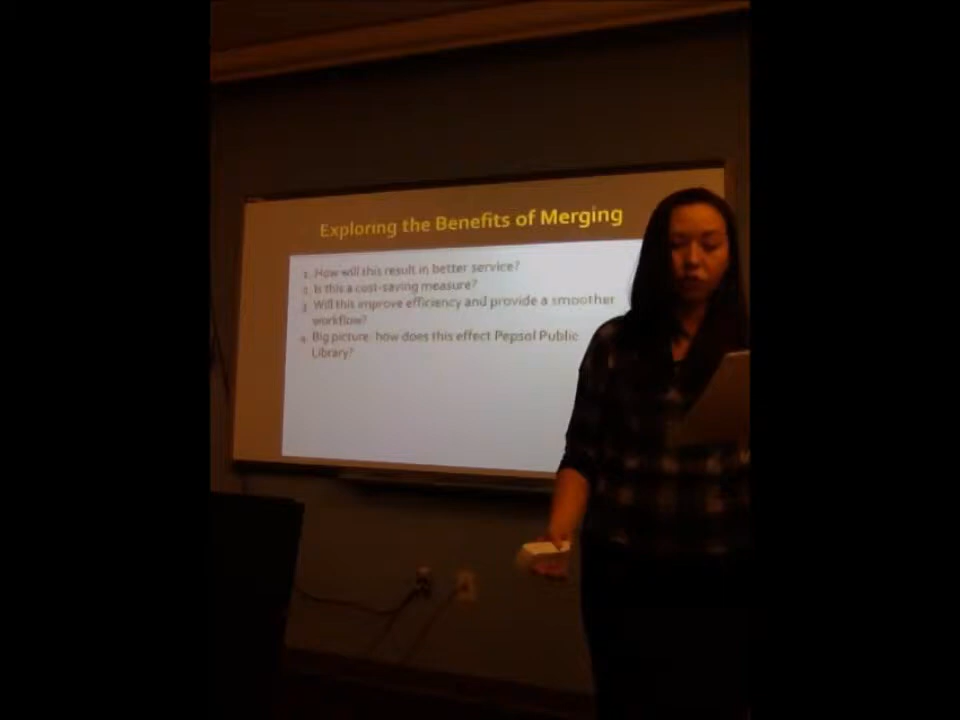 Exploring the Benefits of Merging
1. How will this result in better service?
2. Is this a cost-saving measure?
3. Will this improve efficiency and provide a smoother
workflow?
4. Big picture: how does this effect Pepsol Public
Library?